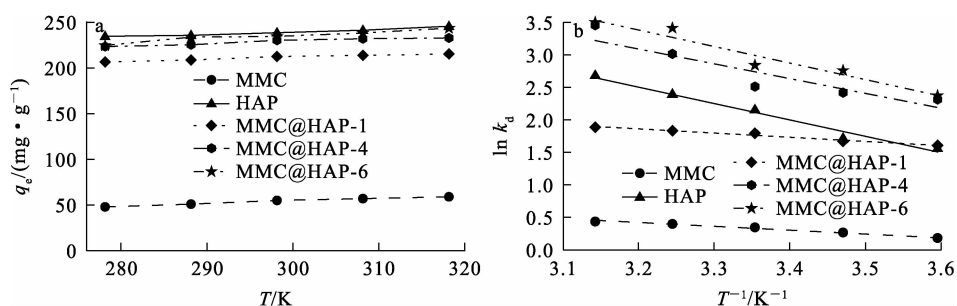 a
250
200
150
100
50
0
qe/(mg • g−1)
MMC
HAP
MMC@HAP-1
MMC@HAP-4
MMC@HAP-6
280 290 300 310 320
T/K
b
3.5
3.0
2.5
2.0
1.5
1.0
0.5
0.0
ln kd
MMC
HAP
MMC@HAP-1
MMC@HAP-4
MMC@HAP-6
3.1 3.2 3.3 3.4 3.5 3.6
T−1/K−1